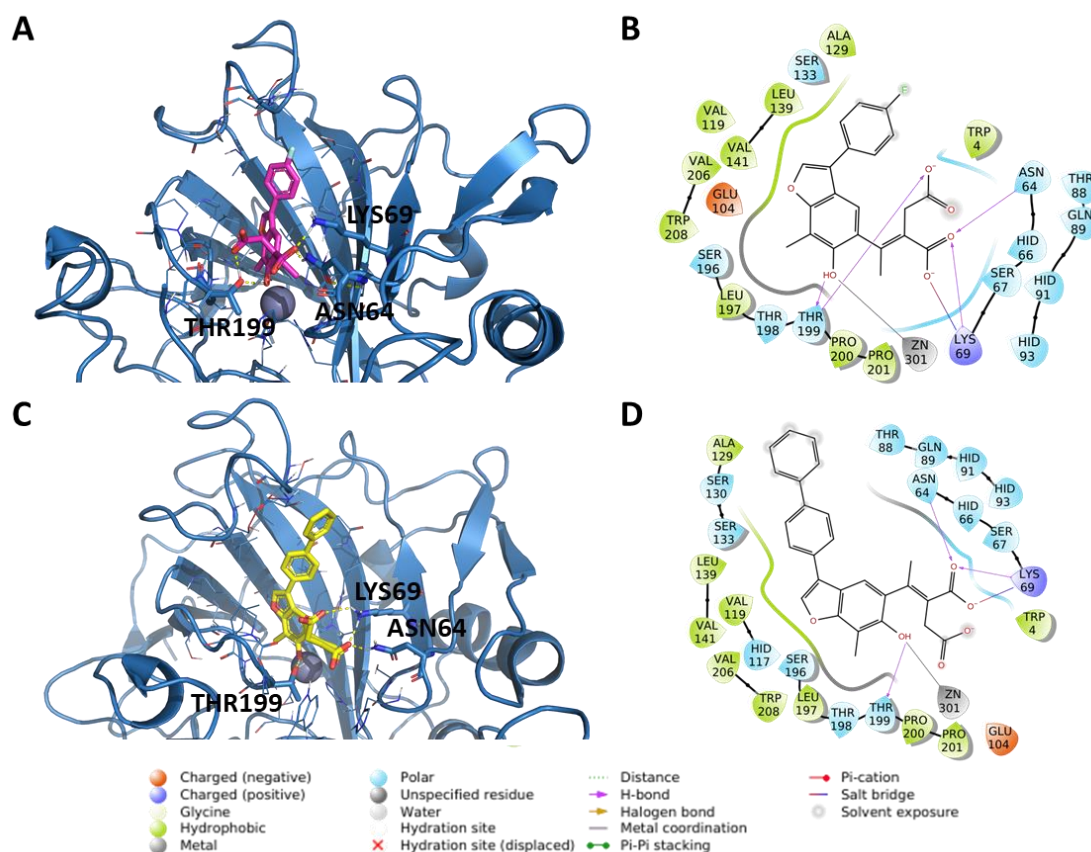 A
LYS69
THR199
ASN64
B
ALA
129
SER
133
LEU
139
VAL
119
VAL
141
VAL
206
GLU
104
TRP
208
SER
196
LEU
197
THR
198
THR
199
PRO
200
PRO
201
ZN
301
LYS
69
SER
67
HID
66
ASN
64
TRP
4
THR
88
GLN
89
HID
91
HID
93
F
O
HO
O⁻
O
O
O⁻
C
LYS69
ASN64
THR199
D
ALA
129
SER
130
SER
133
LEU
139
VAL
119
VAL
141
HID
117
VAL
206
SER
196
TRP
208
LEU
197
THR
198
THR
199
PRO
200
PRO
201
GLU
104
ZN
301
TRP
4
LYS
69
SER
67
HID
66
ASN
64
THR
88
GLN
89
HID
91
HID
93
O
OH
O
O⁻
O⁻
O
Charged (negative)
Charged (positive)
Glycine
Hydrophobic
Metal
Polar
Unspecified residue
Water
Hydration site
Hydration site (displaced)
Distance
H-bond
Halogen bond
Metal coordination
Pi-Pi stacking
Pi-cation
Salt bridge
Solvent exposure